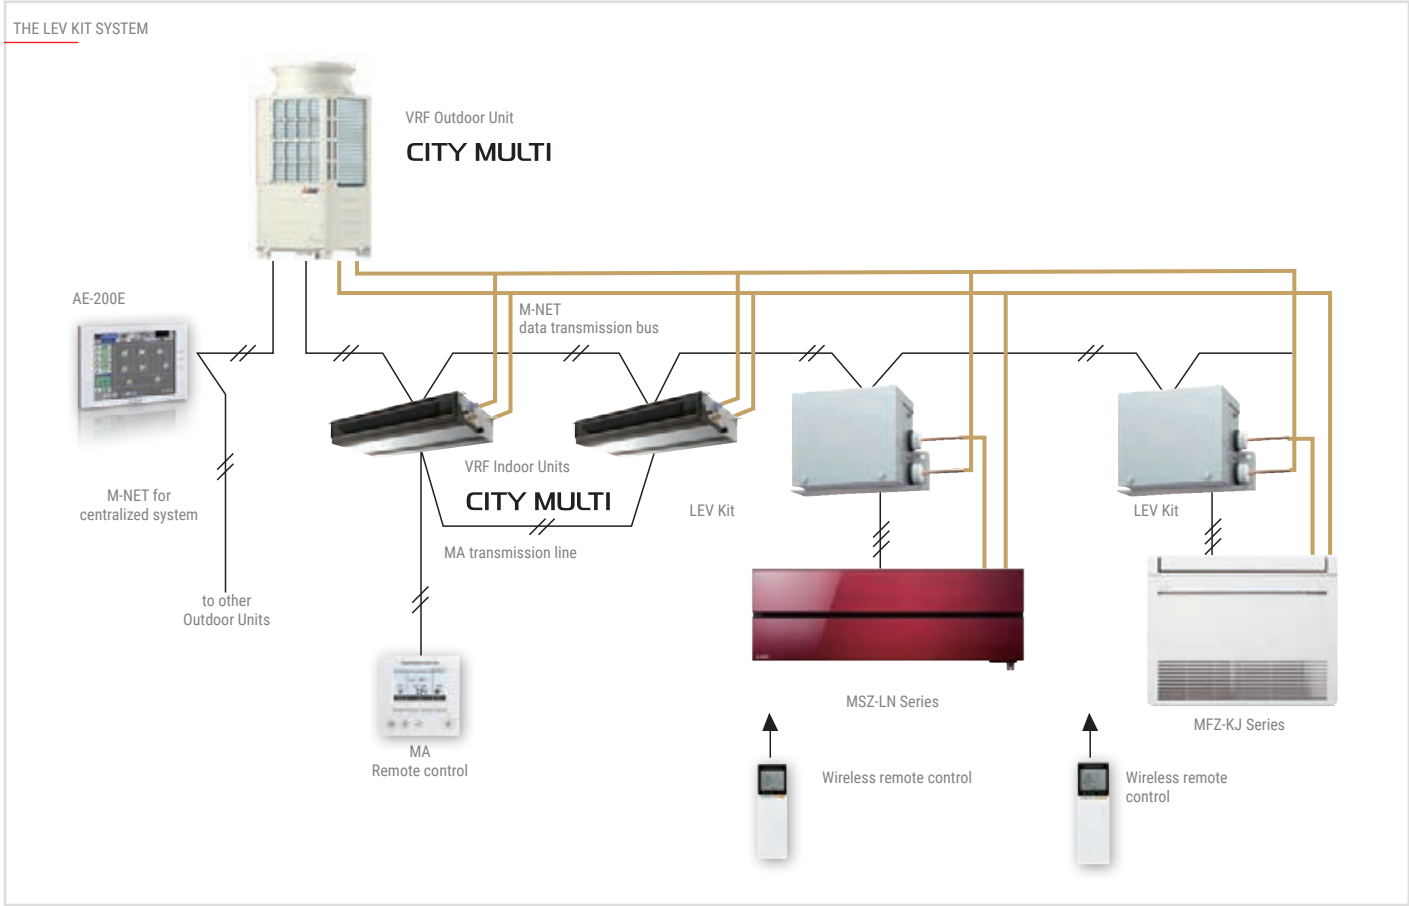 THE LEV KIT SYSTEM
VRF Outdoor Unit
CITY MULTI
AE-200E
M-NET
data transmission bus
VRF Indoor Units
CITY MULTI
M-NET for
centralized system
LEV Kit
LEV Kit
MA transmission line
to other
Outdoor Units
MSZ-LN Series
MFZ-KJ Series
MA
Remote control
Wireless remote control
Wireless remote
control